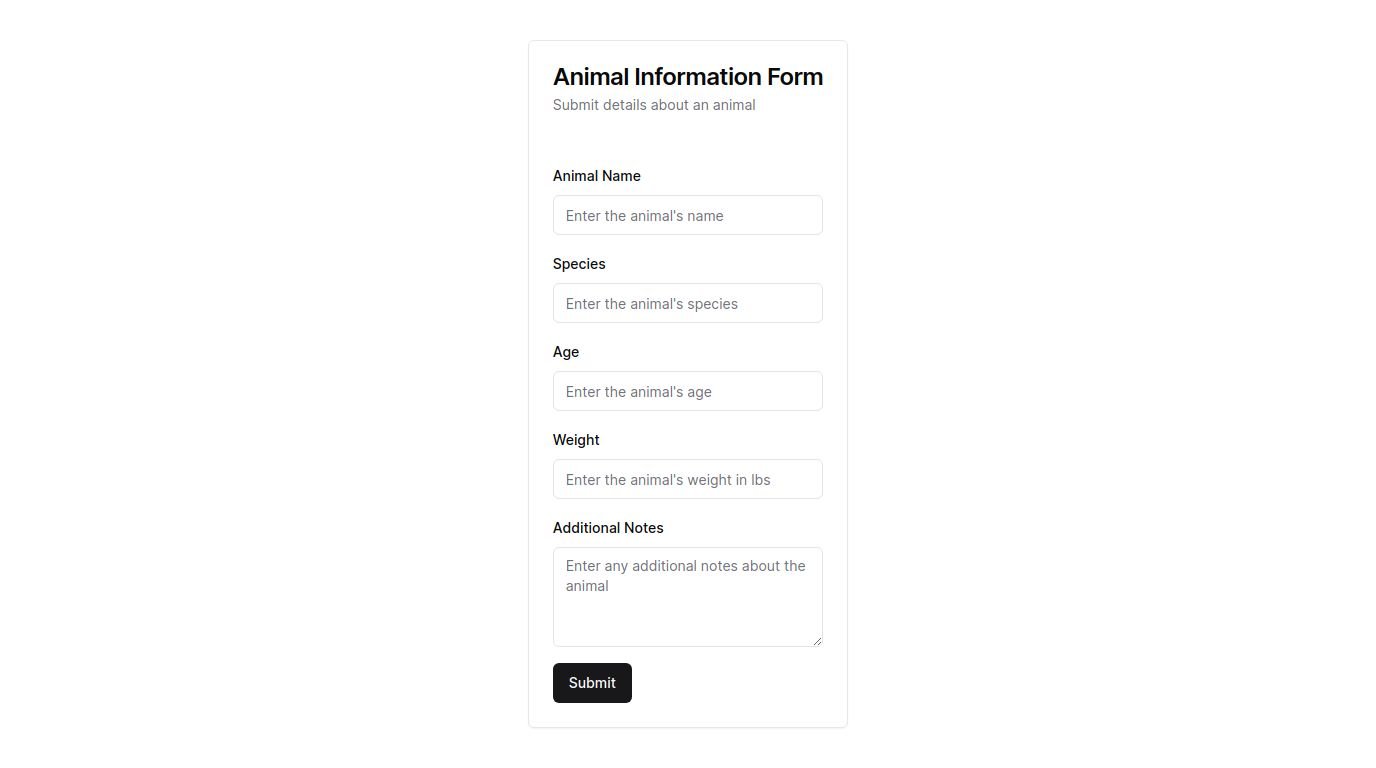 Animal Information Form
Submit details about an animal
Animal Name
Enter the animal's name
Species
Enter the animal's species
Age
Enter the animal's age
Weight
Enter the animal's weight in lbs
Additional Notes
Enter any additional notes about the
animal
Submit